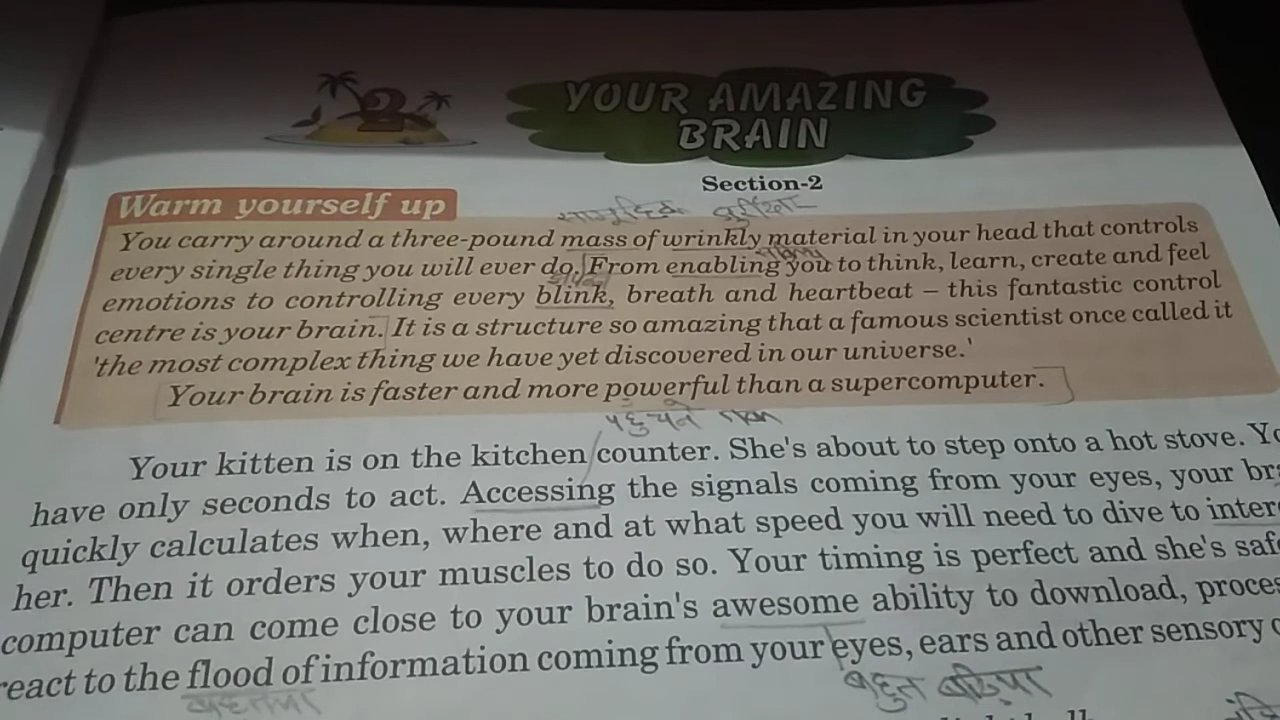 2
YOUR AMAZING
BRAIN
Section-2
Warm yourself up
सामूहिक
You carry around a three-pound mass of wrinkly material in your head that controls
every single thing you will ever do. From enabling you to think, learn, create and feel
emotions to controlling every blink, breath and heartbeat – this fantastic control
centre is your brain. It is a structure so amazing that a famous scientist once called it
'the most complex thing we have yet discovered in our universe.'
Your brain is faster and more powerful than a supercomputer.
पहुँचने
Your kitten is on the kitchen counter. She's about to step onto a hot stove.
have only seconds to act. Accessing the signals coming from your eyes, your
quickly calculates when, where and at what speed you will need to dive to
her. Then it orders your muscles to do so. Your timing is perfect and she's
computer can come close to your brain's awesome ability to download,
react to the flood of information coming from your eyes, ears and other sensory
बहुत बढ़िया